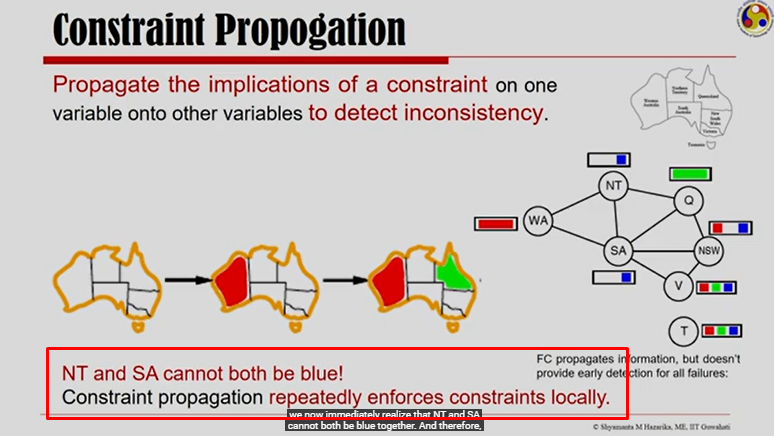 Constraint Propogation
Propagate the implications of a constraint on one
variable onto other variables to detect inconsistency.
Western
Australia
Northern
Territory
Queensland
South
Australia
New
South
Wales
Victoria
Tasmania
NT
Q
WA
SA
NSW
V
T
NT and SA cannot both be blue!
Constraint propagation repeatedly enforces constraints locally.
FC propagates information, but doesn't
provide early detection for all failures:
we now immediately realize that NT and SA
cannot both be blue together. And therefore,
© Shyamanta M Hazarika, ME, IIT Guwahati